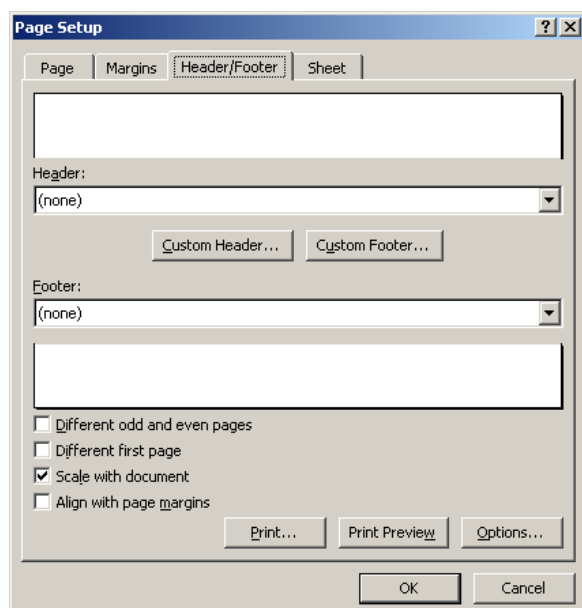 Page Setup
Page Margins Header/Footer Sheet
Header:
(none)
Custom Header... Custom Footer...
Footer:
(none)
Different odd and even pages
Different first page
Scale with document
Align with page margins
Print... Print Preview Options...
OK Cancel